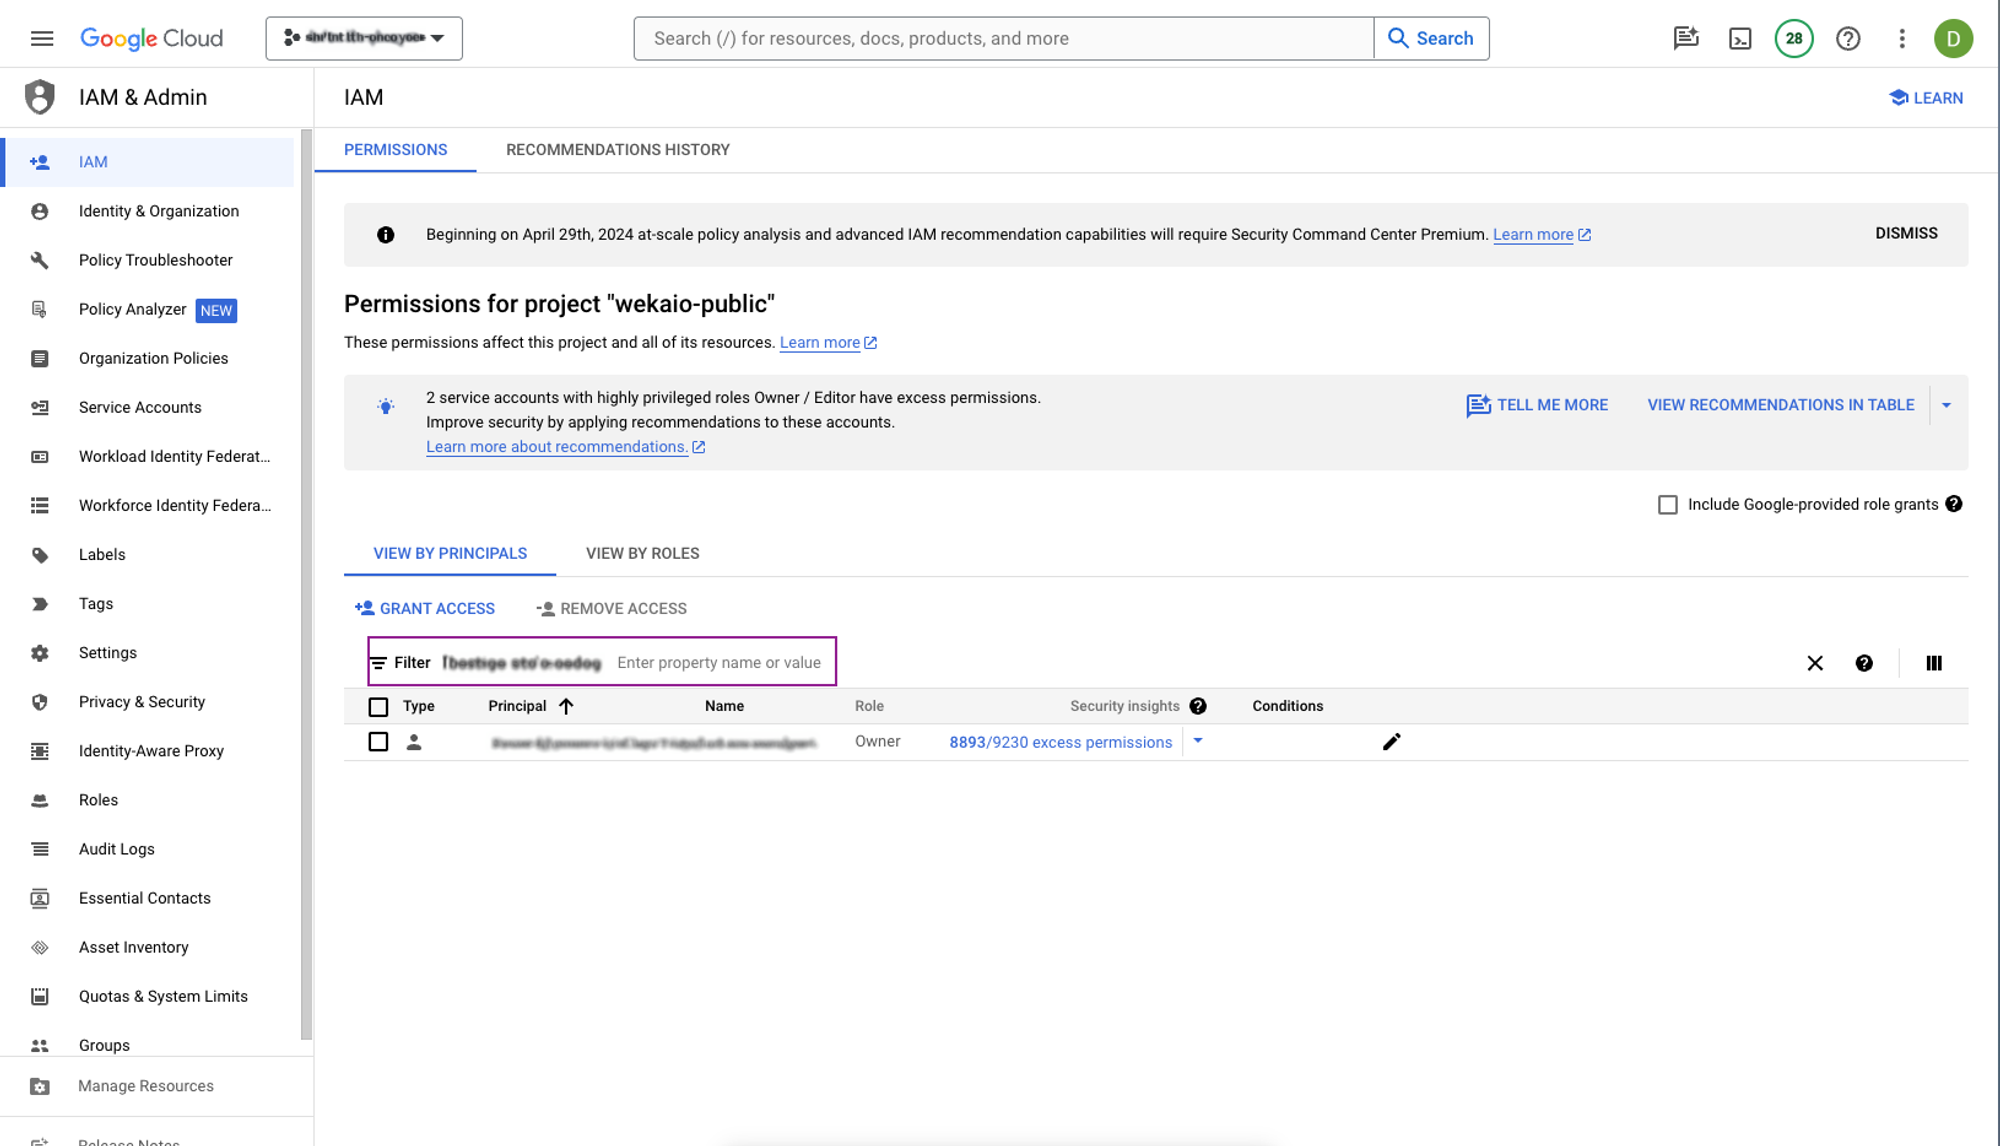 Google Cloud
Search (/) for resources, docs, products, and more
Search
28
D
IAM & Admin
IAM
LEARN
IAM
Identity & Organization
Policy Troubleshooter
Policy Analyzer NEW
Organization Policies
Service Accounts
Workload Identity Federat...
Workforce Identity Federa...
Labels
Tags
Settings
Privacy & Security
Identity-Aware Proxy
Roles
Audit Logs
Essential Contacts
Asset Inventory
Quotas & System Limits
Groups
Manage Resources
Release Notes
PERMISSIONS
RECOMMENDATIONS HISTORY
Beginning on April 29th, 2024 at-scale policy analysis and advanced IAM recommendation capabilities will require Security Command Center Premium. Learn more
DISMISS
Permissions for project "wekaio-public"
These permissions affect this project and all of its resources. Learn more
2 service accounts with highly privileged roles Owner / Editor have excess permissions.
Improve security by applying recommendations to these accounts.
Learn more about recommendations.
TELL ME MORE
VIEW RECOMMENDATIONS IN TABLE
Include Google-provided role grants
VIEW BY PRINCIPALS
VIEW BY ROLES
GRANT ACCESS
REMOVE ACCESS
Filter Enter property name or value
Type Principal Name Role Security insights Conditions
Owner 8893/9230 excess permissions